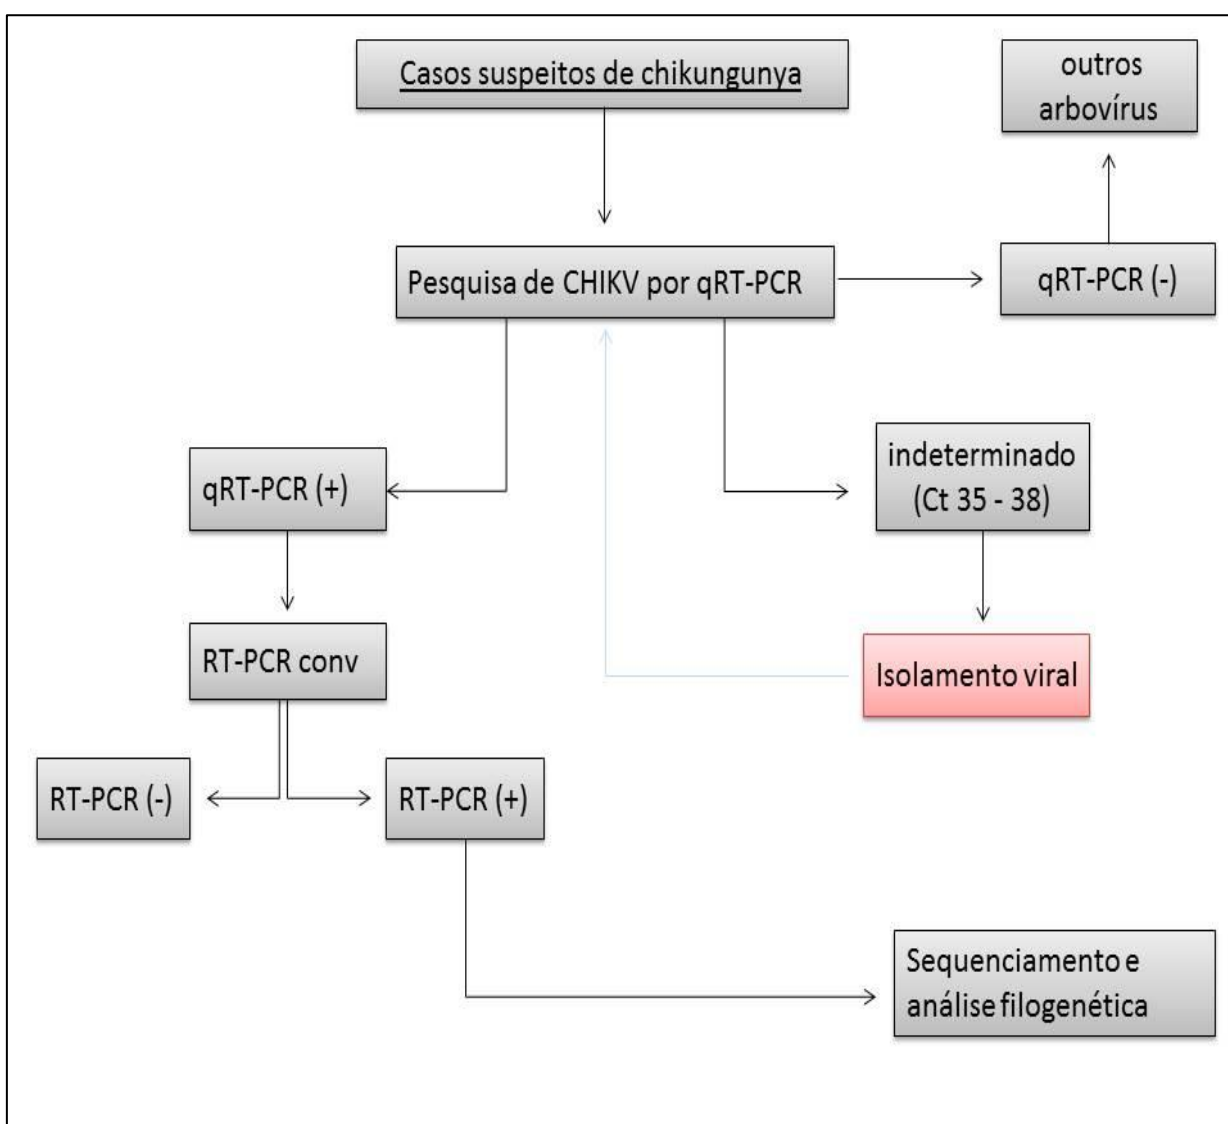 Casos suspeitos de chikungunya
outros
arbovírus
Pesquisa de CHIKV por qRT-PCR
qRT-PCR (-)
qRT-PCR (+)
indeterminado
(Ct 35 - 38)
RT-PCR conv
Isolamento viral
RT-PCR (-)
RT-PCR (+)
Sequenciamento e
análise filogenética